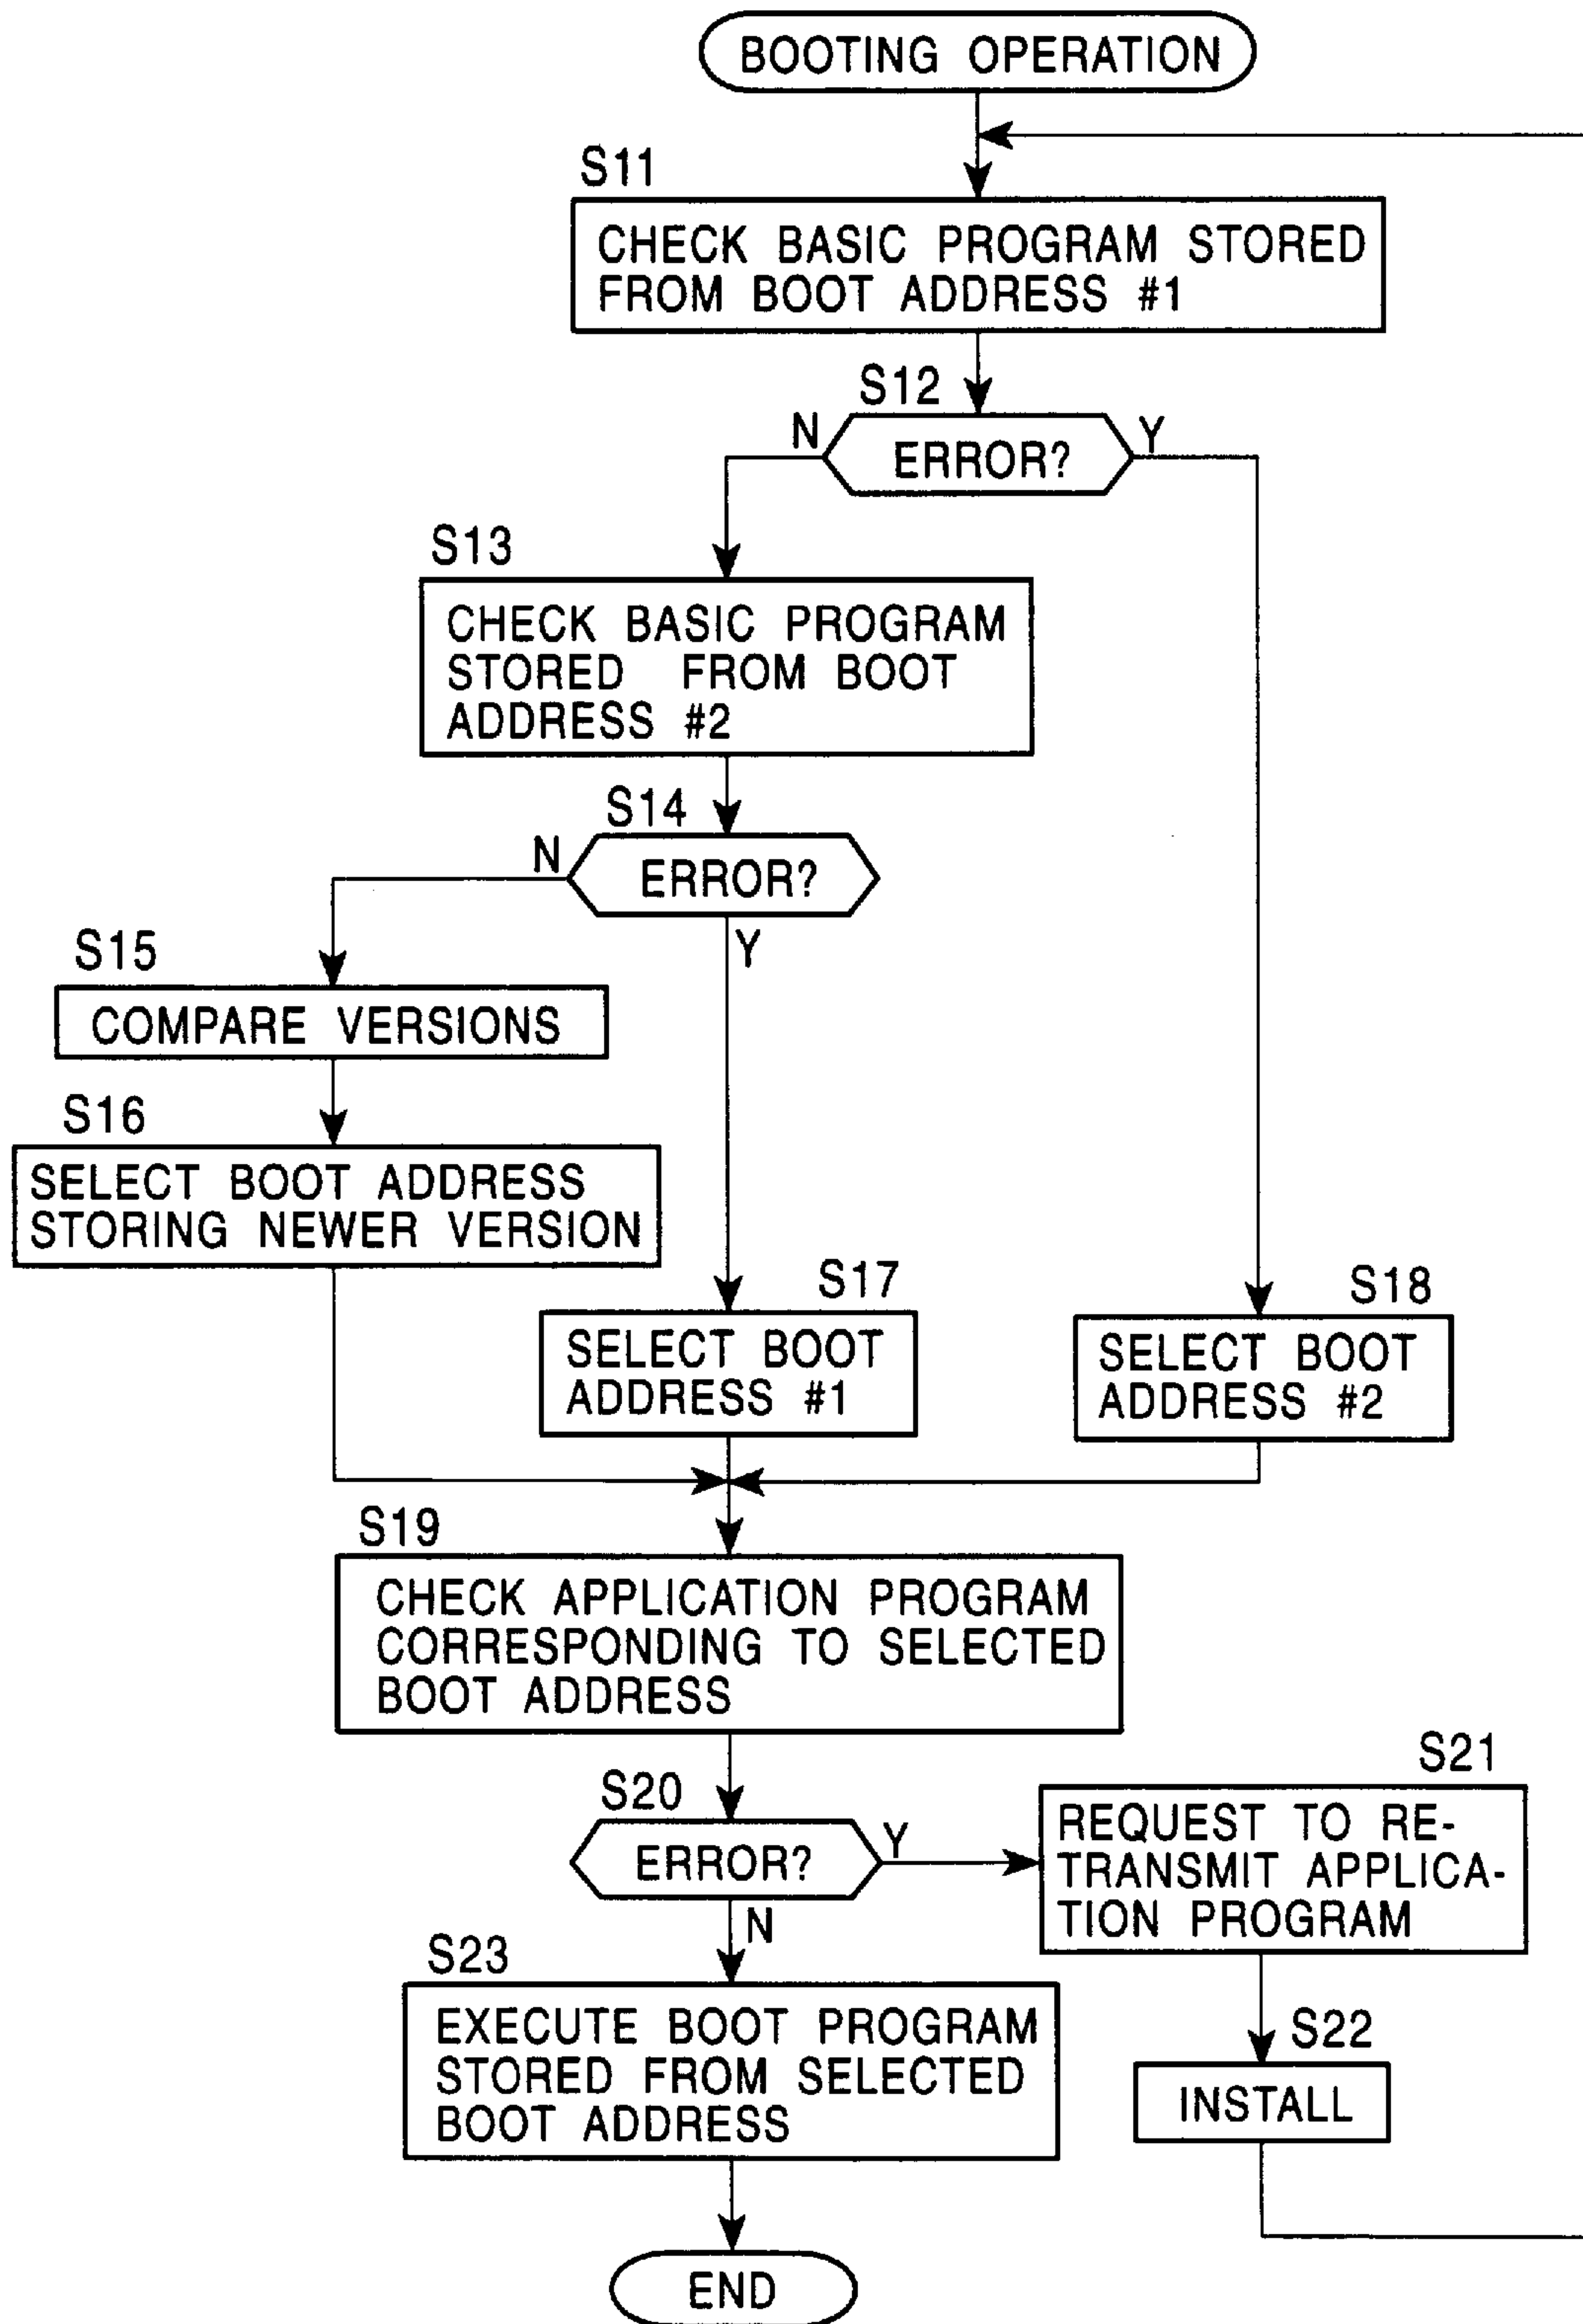 BOOTING OPERATION
S11
CHECK BASIC PROGRAM STORED
FROM BOOT ADDRESS #1
S12
N
ERROR?
Y
S13
CHECK BASIC PROGRAM
STORED FROM BOOT
ADDRESS #2
S14
N
ERROR?
Y
S15
COMPARE VERSIONS
S16
SELECT BOOT ADDRESS
STORING NEWER VERSION
S17
SELECT BOOT
ADDRESS #1
S18
SELECT BOOT
ADDRESS #2
S19
CHECK APPLICATION PROGRAM
CORRESPONDING TO SELECTED
BOOT ADDRESS
S20
ERROR?
Y
N
S21
REQUEST TO RE-
TRANSMIT APPLICA-
TION PROGRAM
S22
INSTALL
S23
EXECUTE BOOT PROGRAM
STORED FROM SELECTED
BOOT ADDRESS
END